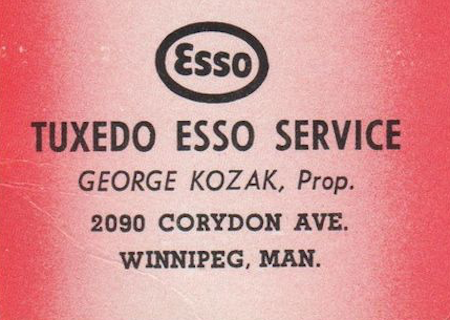 Esso
TUXEDO ESSO SERVICE
GEORGE KOZAK, Prop.
2090 CORYDON AVE.
WINNIPEG, MAN.